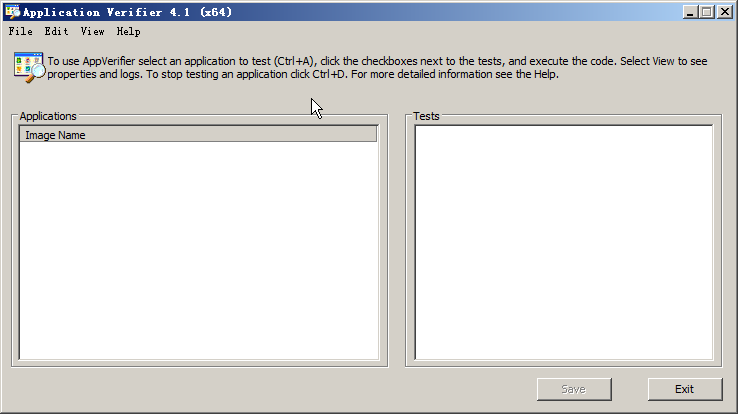 Application Verifier 4.1 (x64)
File Edit View Help
To use AppVerifier select an application to test (Ctrl+A), click the checkboxes next to the tests, and execute the code. Select View to see
properties and logs. To stop testing an application click Ctrl+D. For more detailed information see the Help.
Applications
Image Name
Tests
Save
Exit